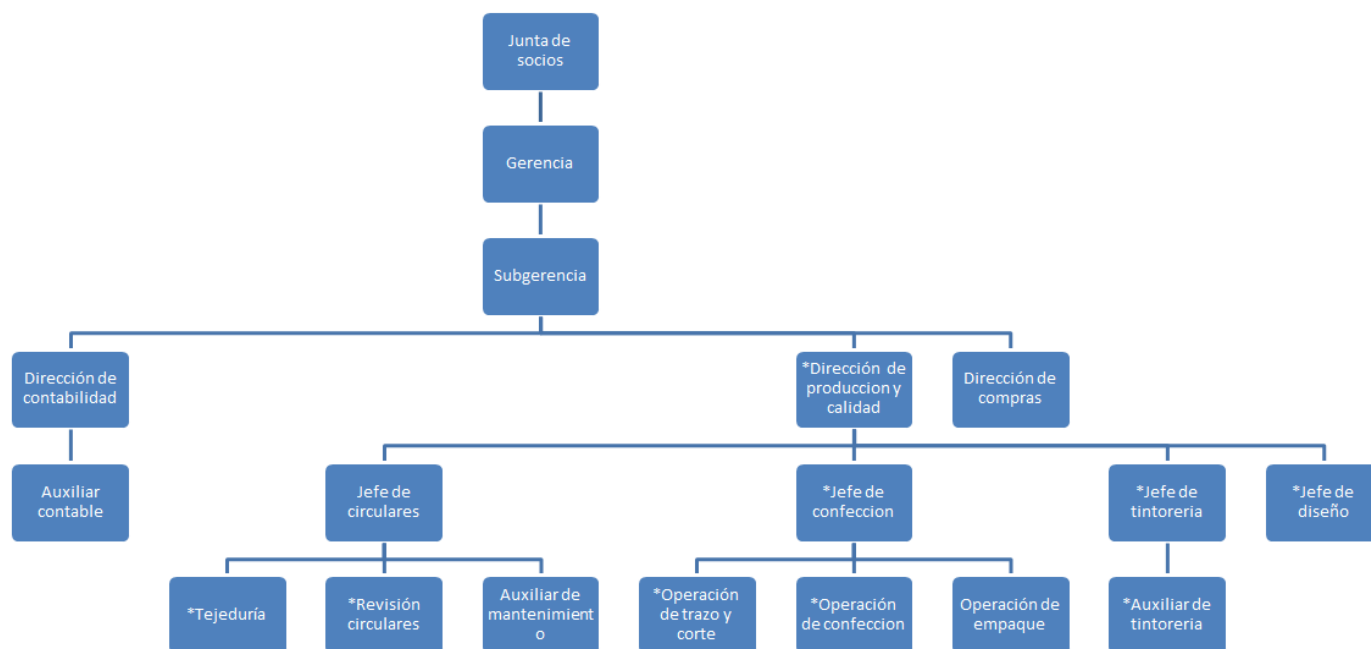 Junta de
socios
Gerencia
Subgerencia
Dirección de
contabilidad
*Dirección de
produccion y
calidad
Dirección de
compras
Auxiliar
contable
Jefe de
circulares
*Jefe de
confeccion
*Jefe de
tintoreria
*Jefe de
diseño
*Tejeduría
*Revisión
circulares
Auxiliar de
mantenimient
o
*Operación
de trazo y
corte
*Operación
de confeccion
Operación de
empaque
*Auxiliar de
tintoreria